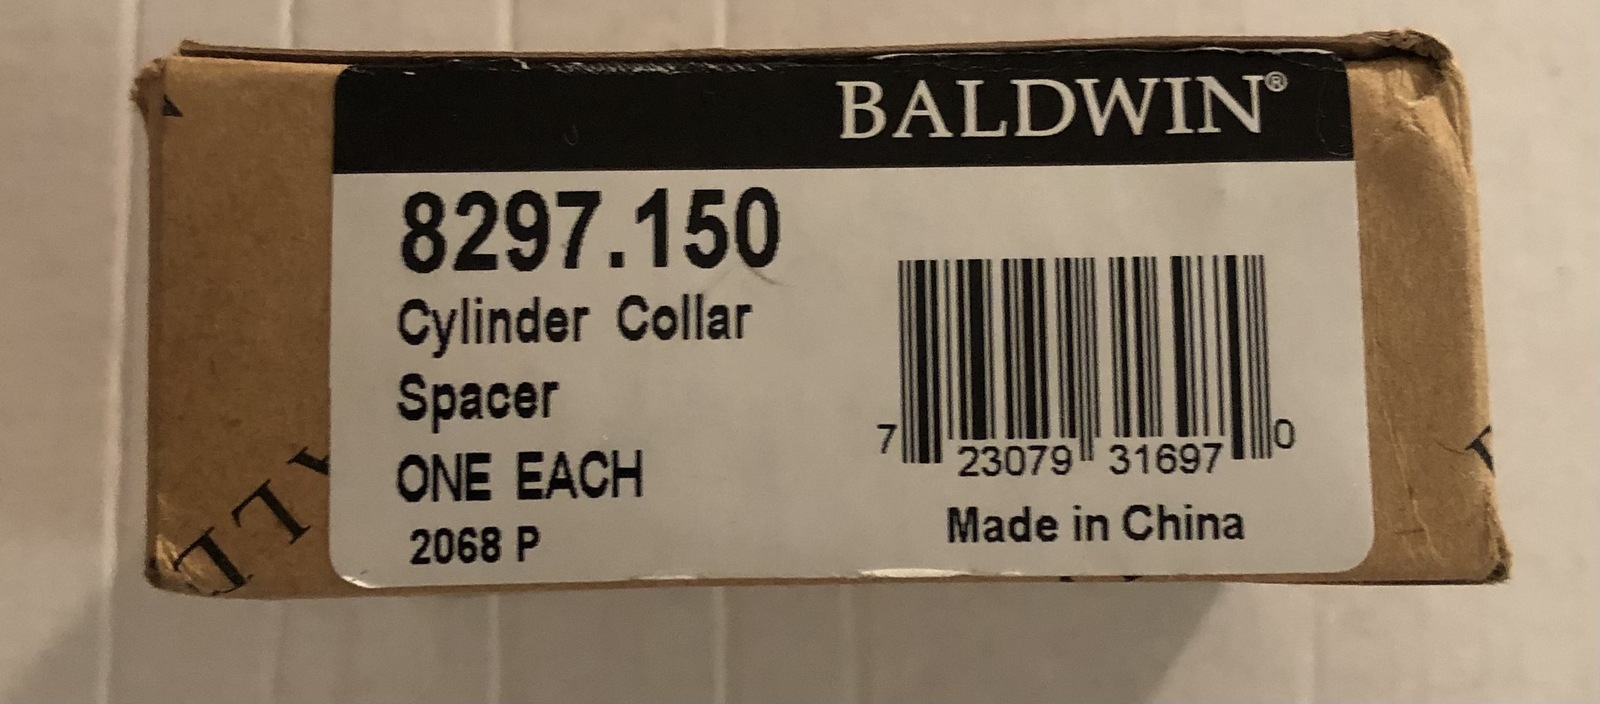 BALDWIN®
8297.150
Cylinder Collar
Spacer
ONE EACH
2068 P
7 23079 31697 0
Made in China